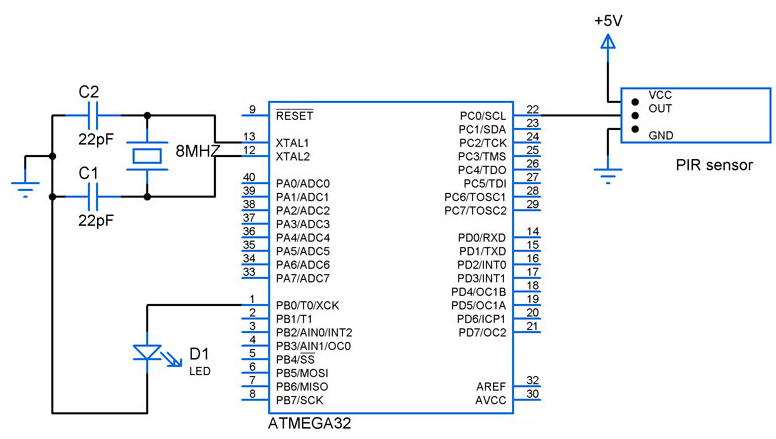 +5V
C2
22pF
8MHZ
C1
22pF
9 RESET
13 XTAL1
12 XTAL2
40 PA0/ADC0
39 PA1/ADC1
38 PA2/ADC2
37 PA3/ADC3
36 PA4/ADC4
35 PA5/ADC5
34 PA6/ADC6
33 PA7/ADC7
1 PB0/T0/XCK
2 PB1/T1
3 PB2/AIN0/INT2
4 PB3/AIN1/OC0
5 PB4/SS
6 PB5/MOSI
7 PB6/MISO
8 PB7/SCK
PC0/SCL 22
PC1/SDA 23
PC2/TCK 24
PC3/TMS 25
PC4/TDO 26
PC5/TDI 27
PC6/TOSC1 28
PC7/TOSC2 29
PD0/RXD 14
PD1/TXD 15
PD2/INT0 16
PD3/INT1 17
PD4/OC1B 18
PD5/OC1A 19
PD6/ICP1 20
PD7/OC2 21
AREF 32
AVCC 30
VCC
OUT
GND
PIR sensor
D1
LED
ATMEGA32